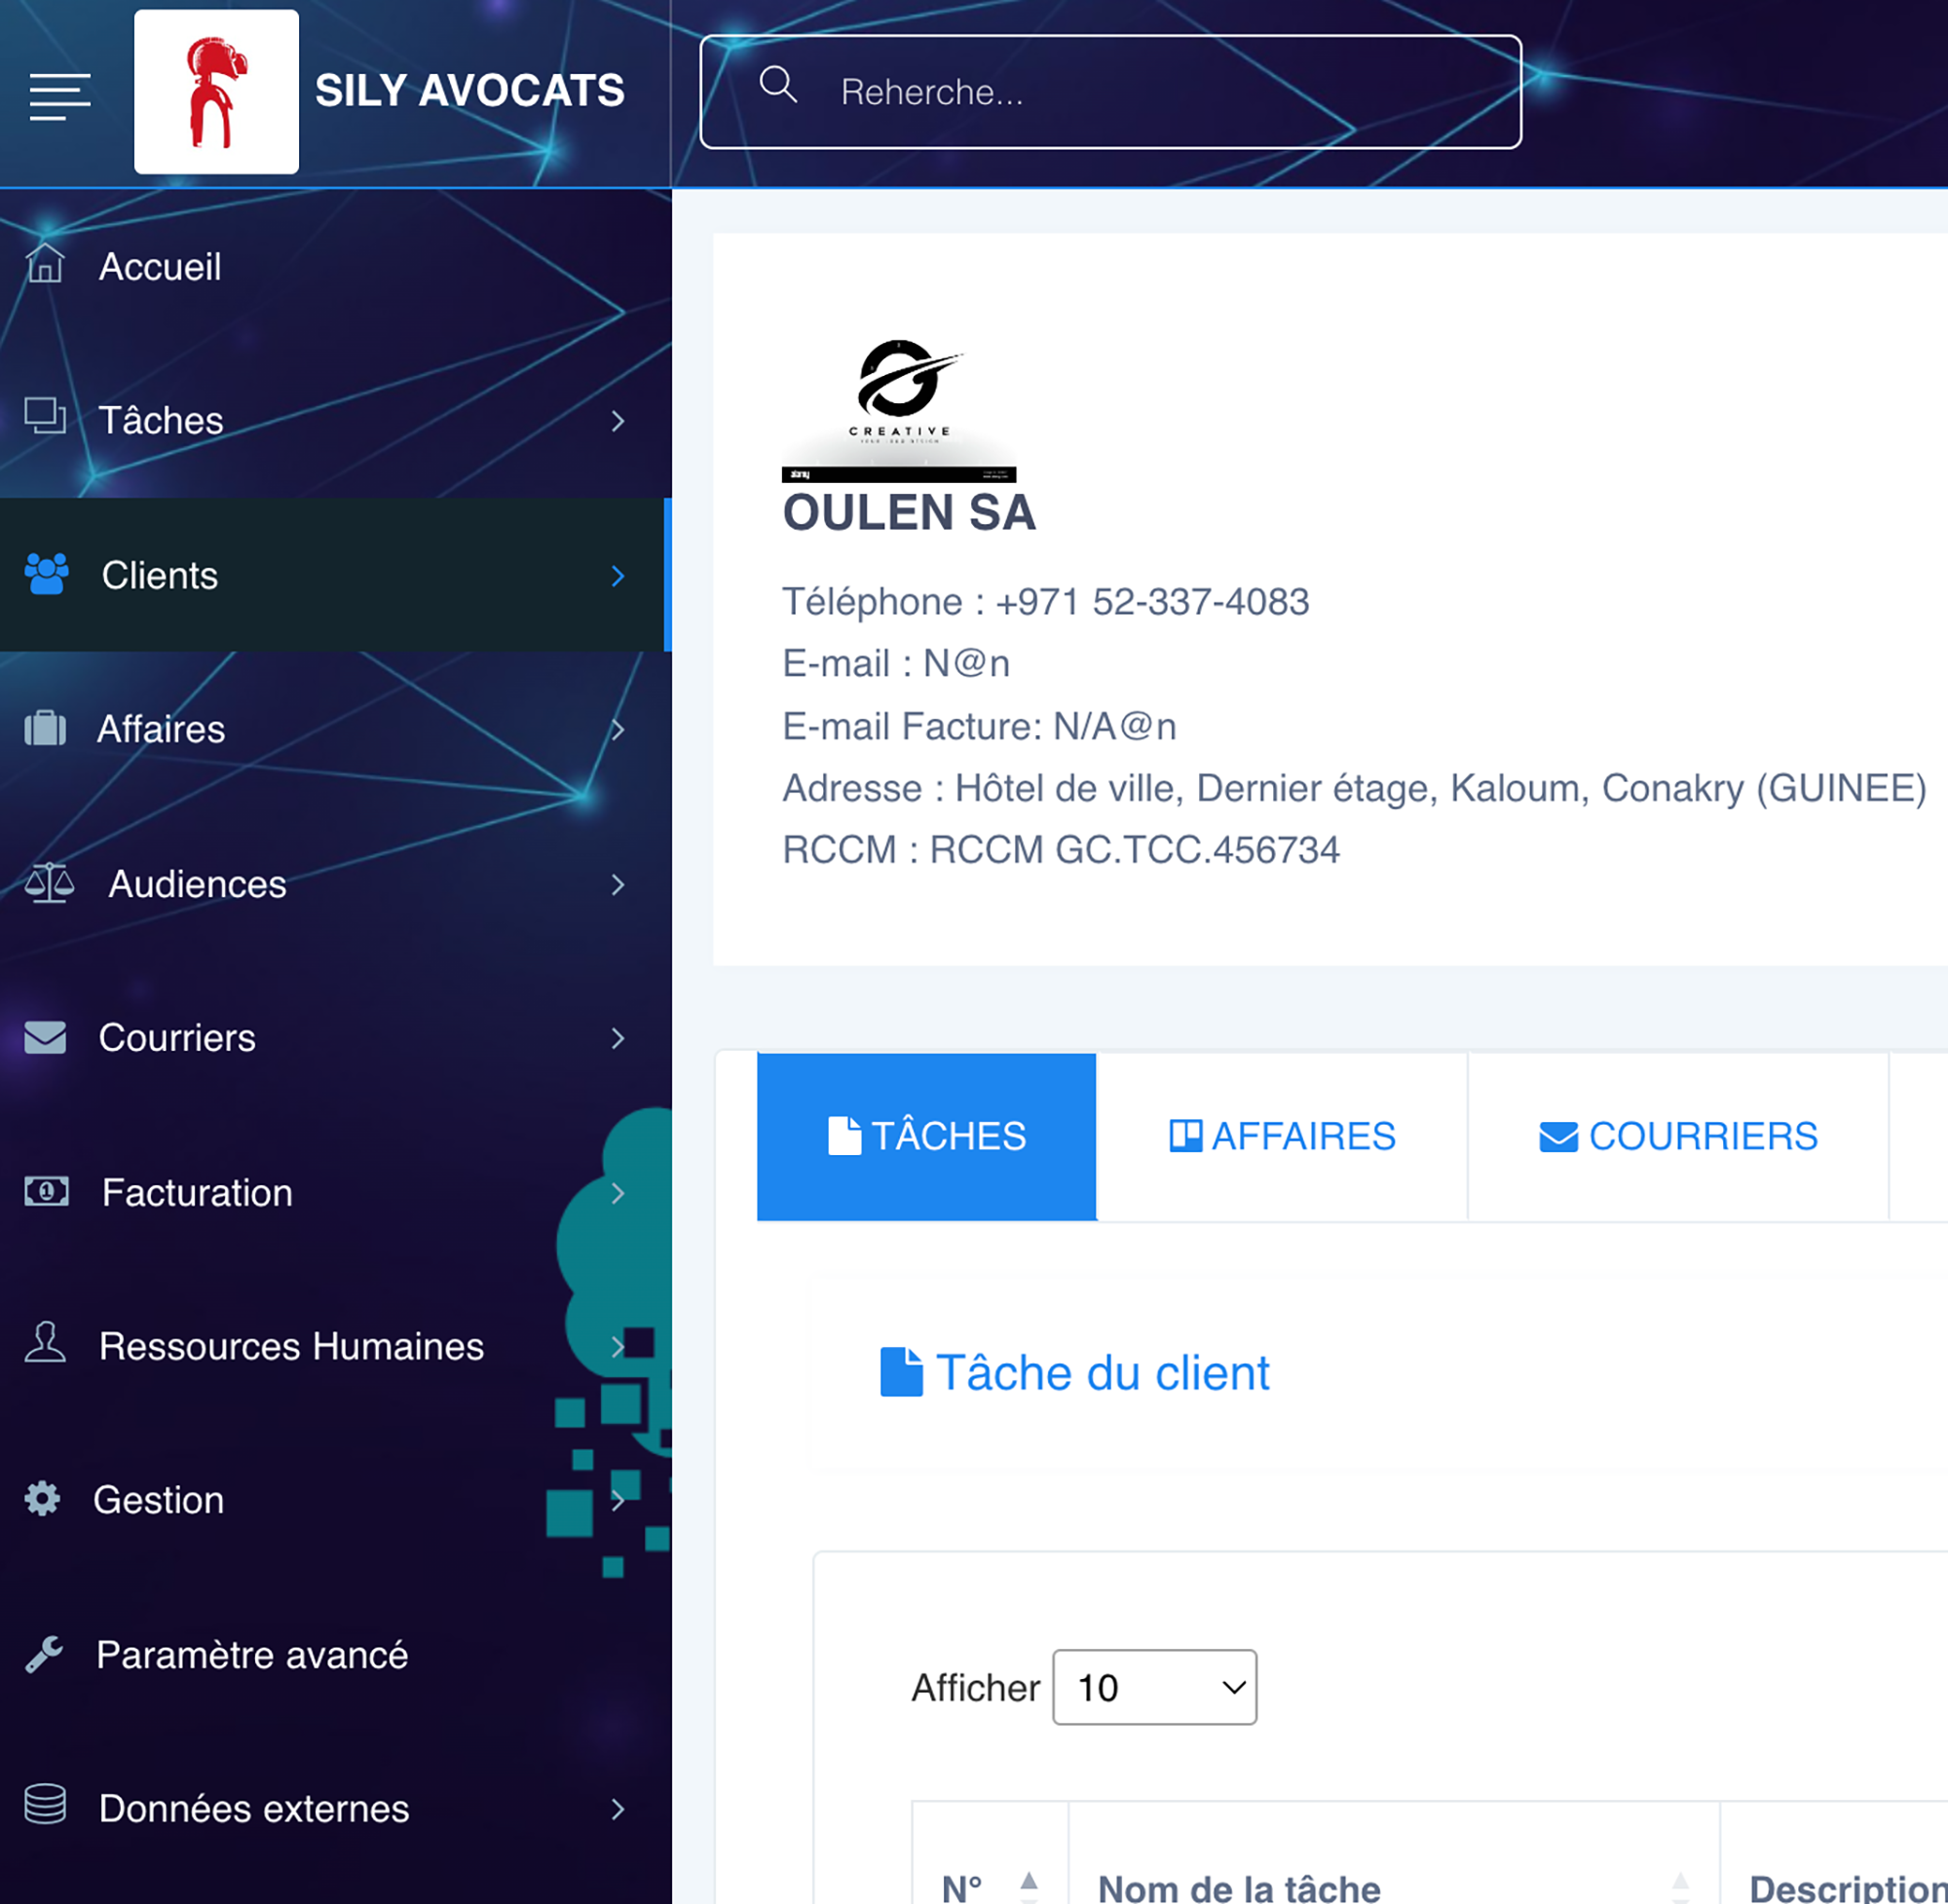 SILY AVOCATS
Reherche...
Accueil
Tâches
Clients
Affaires
Audiences
Courriers
Facturation
Ressources Humaines
Gestion
Paramètre avancé
Données externes
CREATIVE
alamy
OULEN SA
Téléphone : +971 52-337-4083
E-mail : N@n
E-mail Facture: N/A@n
Adresse : Hôtel de ville, Dernier étage, Kaloum, Conakry (GUINEE)
RCCM : RCCM GC.TCC.456734
TÂCHES
AFFAIRES
COURRIERS
Tâche du client
Afficher 10
N° Nom de la tâche Description